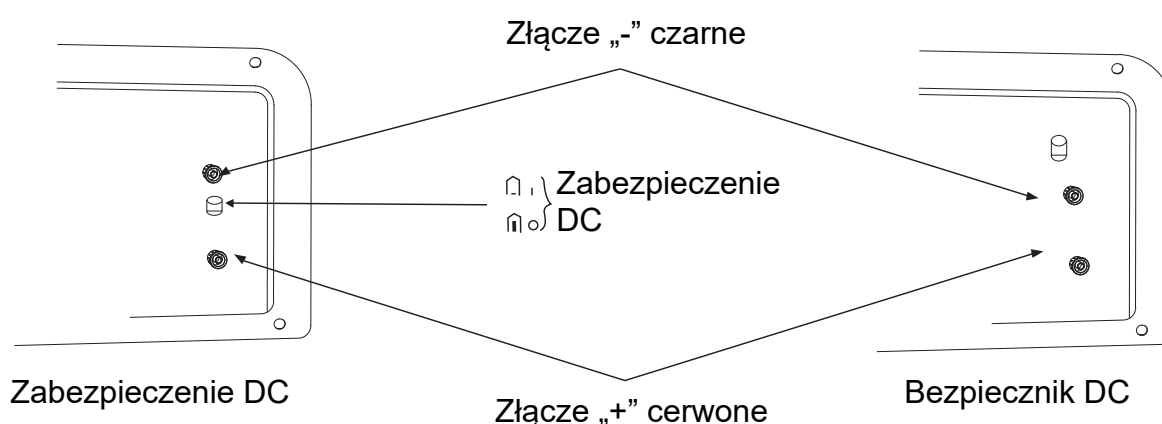 Złącze „-” czarne
Zabezpieczenie
DC
Zabezpieczenie DC
Bezpiecznik DC
Złącze „+” cerwone